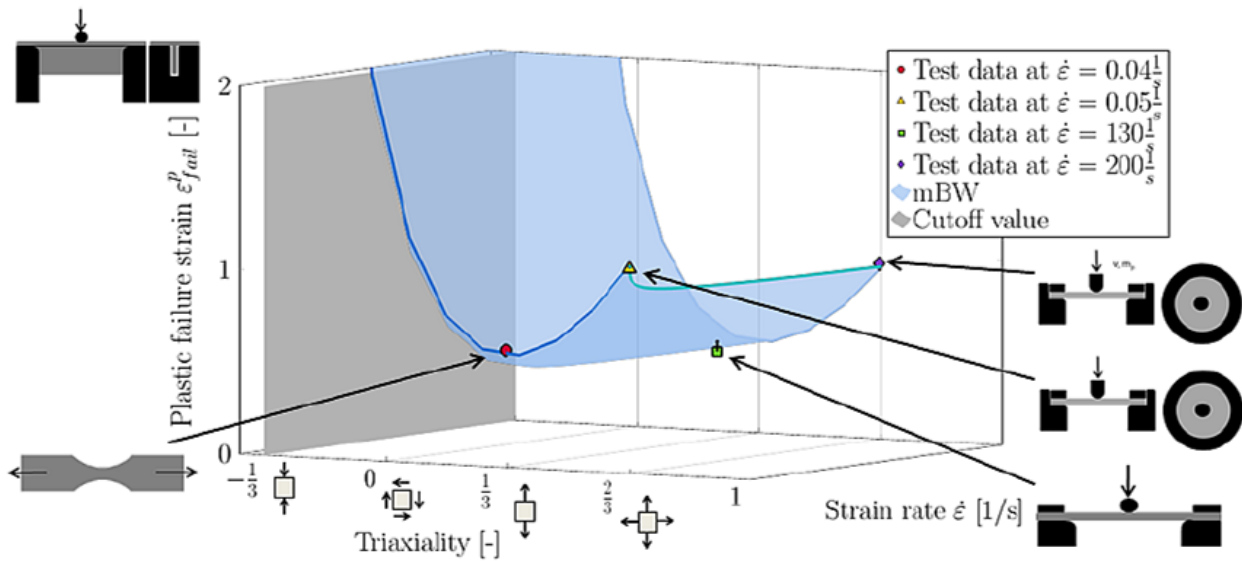 2
1
0
Plastic failure strain ε^p_fail [-]
-1/3
0
1/3
2/3
1
Triaxiality [-]
Strain rate ε̇ [1/s]
Test data at ε̇ = 0.04 1/s
Test data at ε̇ = 0.05 1/s
Test data at ε̇ = 130 1/s
Test data at ε̇ = 200 1/s
mBW
Cutoff value
v,m_p